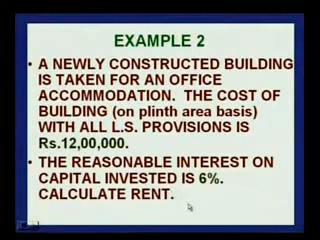 EXAMPLE 2
• A NEWLY CONSTRUCTED BUILDING
IS TAKEN FOR AN OFFICE
ACCOMMODATION. THE COST OF
BUILDING (on plinth area basis)
WITH ALL L.S. PROVISIONS IS
Rs.12,00,000.
• THE REASONABLE INTEREST ON
CAPITAL INVESTED IS 6%.
CALCULATE RENT.